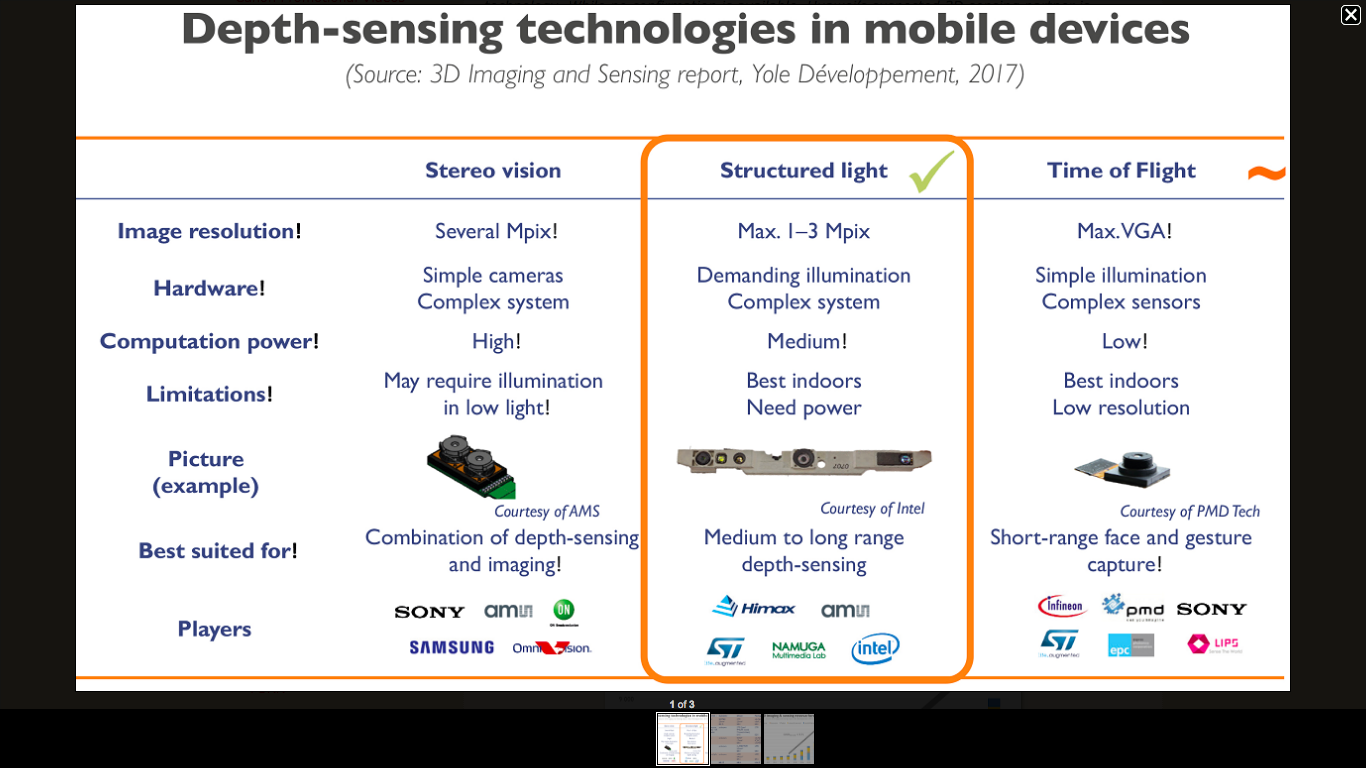 Depth-sensing technologies in mobile devices
(Source: 3D Imaging and Sensing report, Yole Développement, 2017)
Stereo vision Structured light Time of Flight ~
Image resolution! Several Mpix! Max. 1–3 Mpix Max. VGA!
Hardware! Simple cameras Demanding illumination Simple illumination
Complex system Complex system Complex sensors
Computation power! High! Medium! Low!
Limitations! May require illumination Best indoors Best indoors
in low light! Need power Low resolution
Picture
(example)
Courtesy of AMS Courtesy of Intel Courtesy of PMD Tech
Best suited for! Combination of depth-sensing Medium to long range Short-range face and gesture
and imaging! depth-sensing capture!
Players
SONY amu ON
SAMSUNG OmniVision.
Himax amu
ST life.augmented NAMUGA Multimedia Lab intel
infineon pmd SONY
ST life.augmented epc LIPS
1 of 3